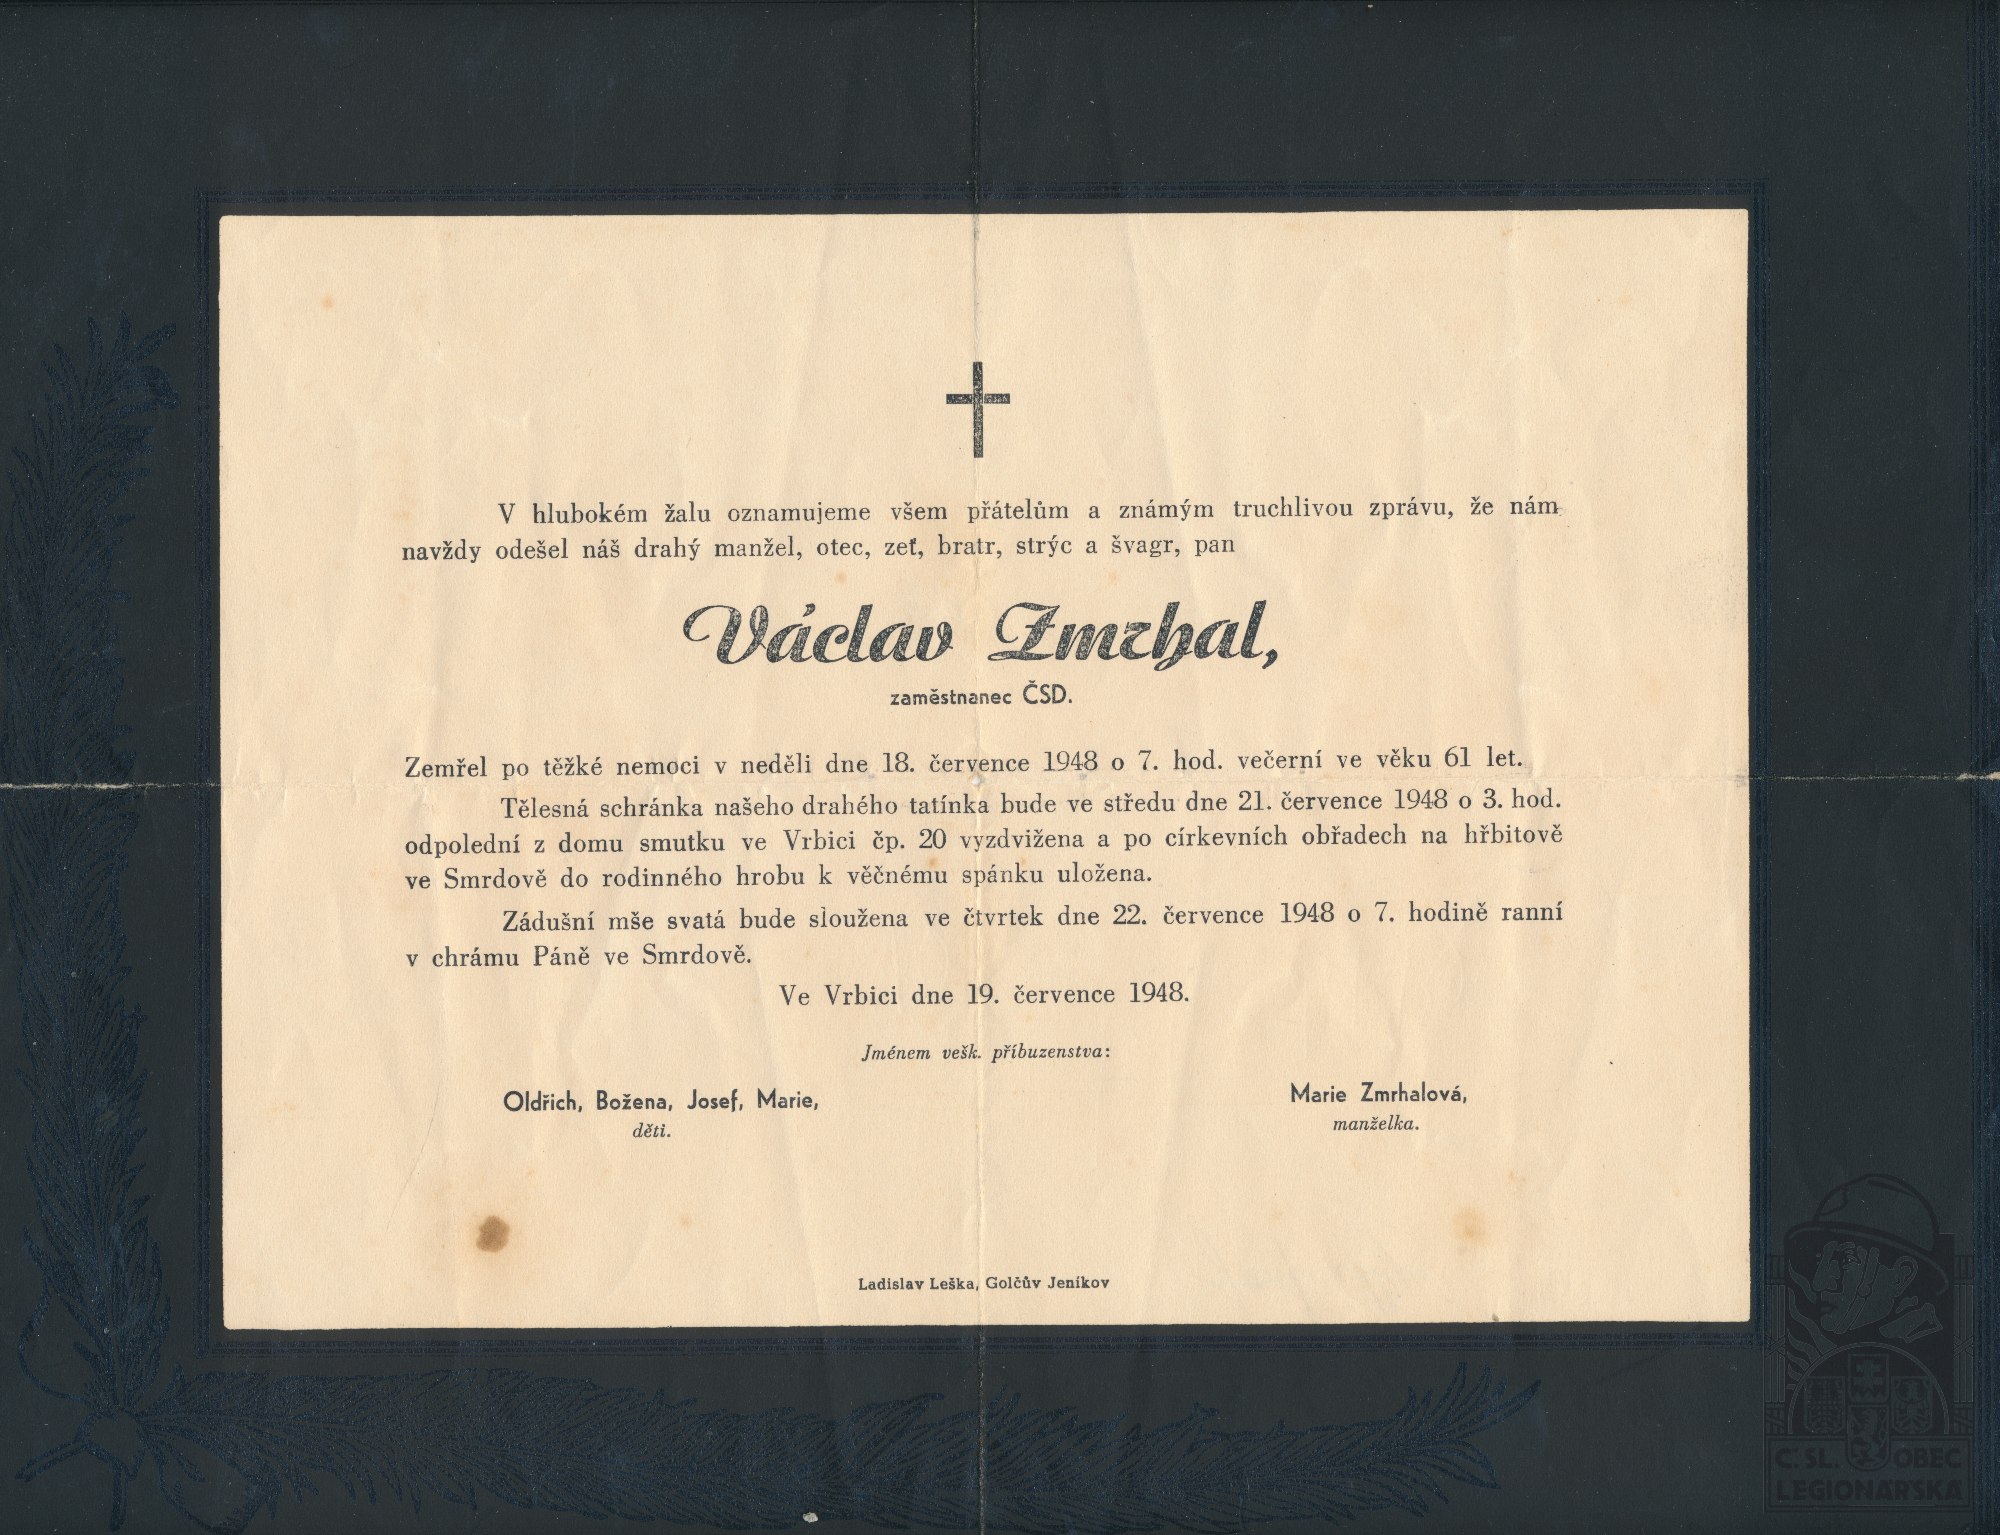 V hlubokém žalu oznamujeme všem přátelům a známým truchlivou zprávu, že nám
navždy odešel náš drahý manžel, otec, zeť, bratr, strýc a švagr, pan
Václav Zmrhal,
zaměstnanec ČSD.
Zemřel po těžké nemoci v neděli dne 18. července 1948 o 7. hod. večerní ve věku 61 let.
Tělesná schránka našeho drahého tatínka bude ve středu dne 21. července 1948 o 3. hod.
odpolední z domu smutku ve Vrbici čp. 20 vyzdvižena a po církevních obřadech na hřbitově
ve Smrdově do rodinného hrobu k věčnému spánku uložena.
Zádušní mše svatá bude sloužena ve čtvrtek dne 22. července 1948 o 7. hodině ranní
v chrámu Páně ve Smrdově.
Ve Vrbici dne 19. července 1948.
Jménem vešk. příbuzenstva:
Oldřich, Božena, Josef, Marie,
děti.
Marie Zmrhalová,
manželka.
Ladislav Leška, Golčův Jeníkov
Č. SL. OBEC
LEGIONÁŘSKÁ